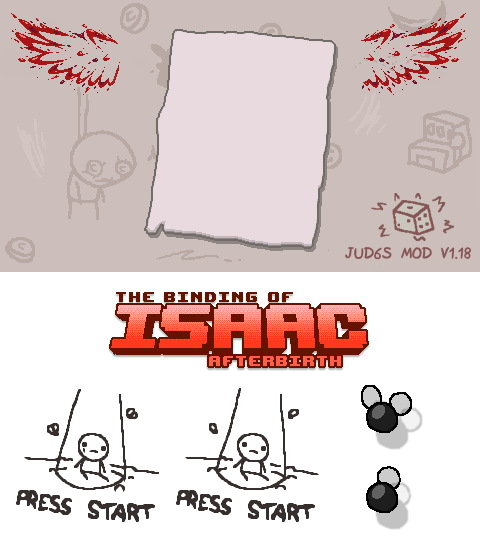 JUD6S MOD V1.18
THE BINDING OF
ISAAC
AFTERBIRTH
PRESS START
PRESS START